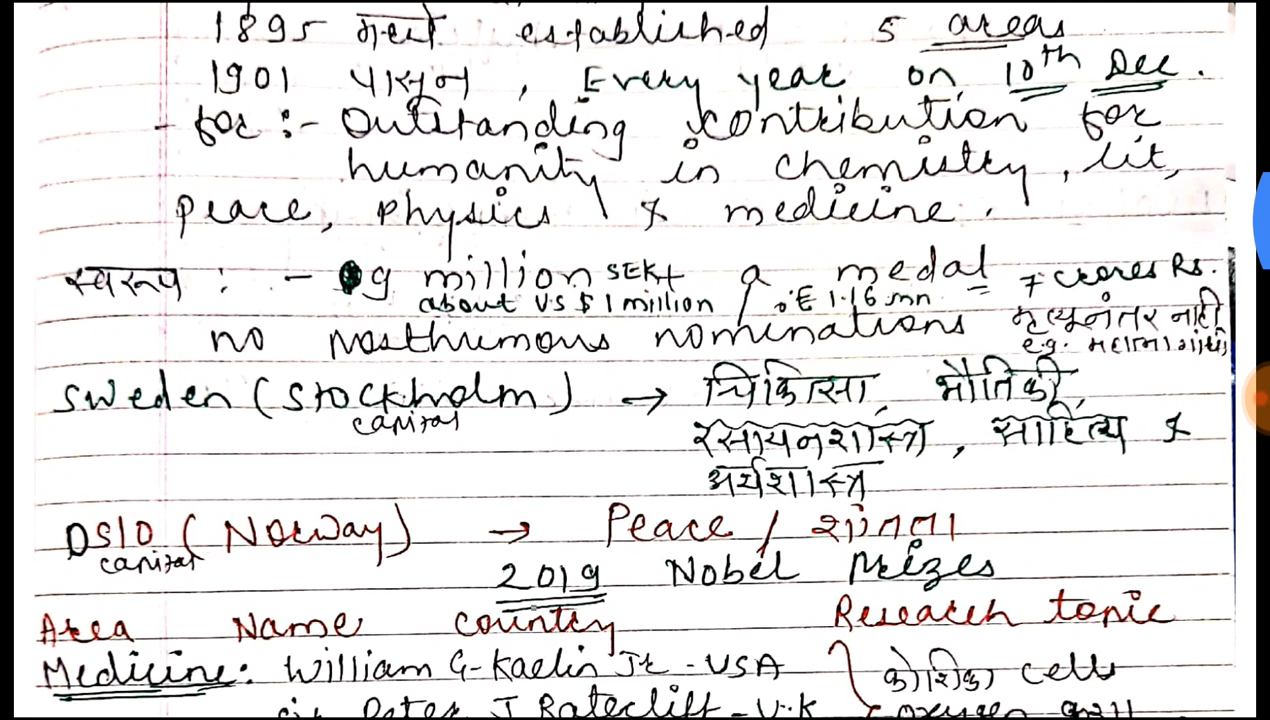 1895 मध्ये established 5 areas
1901 पासून, Every year on 10th Dec.
- for :- Outstanding contribution for
humanity in chemistry, lit,
peace, physics & medicine.
स्वरूप : - 9 million SEK + a medal 7 crores Rs.
about US $ 1 million, € 1.16 mn
no posthumous nominations मृत्यूनंतर नाही
e.g. महात्मा गांधी
Sweden (Stockholm) → चिकित्सा, भौतिकी,
capital रसायनशास्त्र, साहित्य &
अर्थशास्त्र
OSlO (Norway) → Peace / शांतता
capital
2019 Nobel Prizes
Area Name Country Research topic
Medicine: William G-Kaelin Jr - USA कोशिका cells
Sir Peter J Ratecliff - U.K